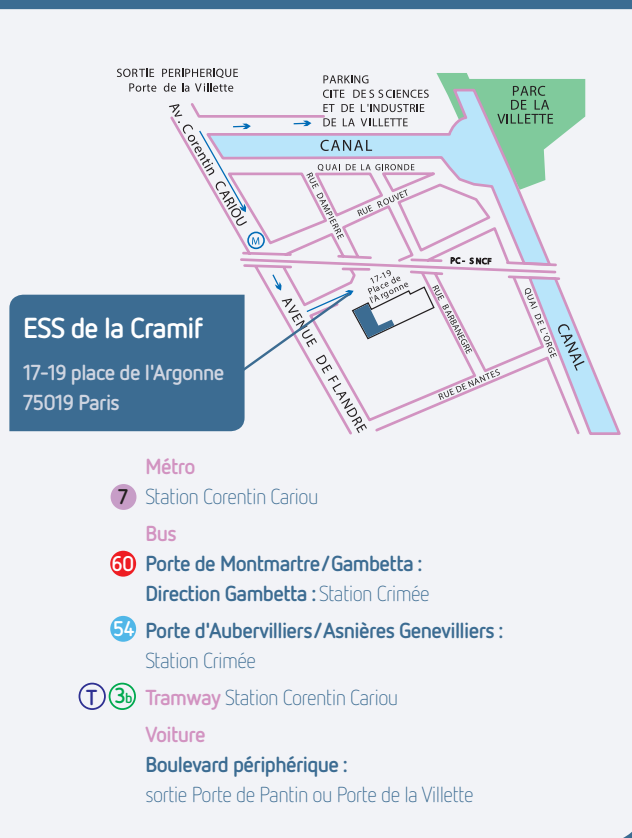 SORTIE PERIPHERIQUE
Porte de la Villette
PARKING
CITE DES SCIENCES
ET DE L'INDUSTRIE
DE LA VILLETTE
PARC
DE LA
VILLETTE
Av. Corentin CARIOU
CANAL
QUAI DE LA GIRONDE
RUE DAMPIERRE
RUE ROUVET
M
PC- SNCF
17-19
Place de
l'Argonne
AVENUE DE FLANDRE
RUE BARBANEGRE
QUAI DE L'ORGE
CANAL
RUE DE NANTES
ESS de la Cramif
17-19 place de l'Argonne
75019 Paris
Métro
7 Station Corentin Cariou
Bus
60 Porte de Montmartre/Gambetta :
Direction Gambetta : Station Crimée
54 Porte d'Aubervilliers/Asnières Genevilliers :
Station Crimée
T 3b Tramway Station Corentin Cariou
Voiture
Boulevard périphérique :
sortie Porte de Pantin ou Porte de la Villette